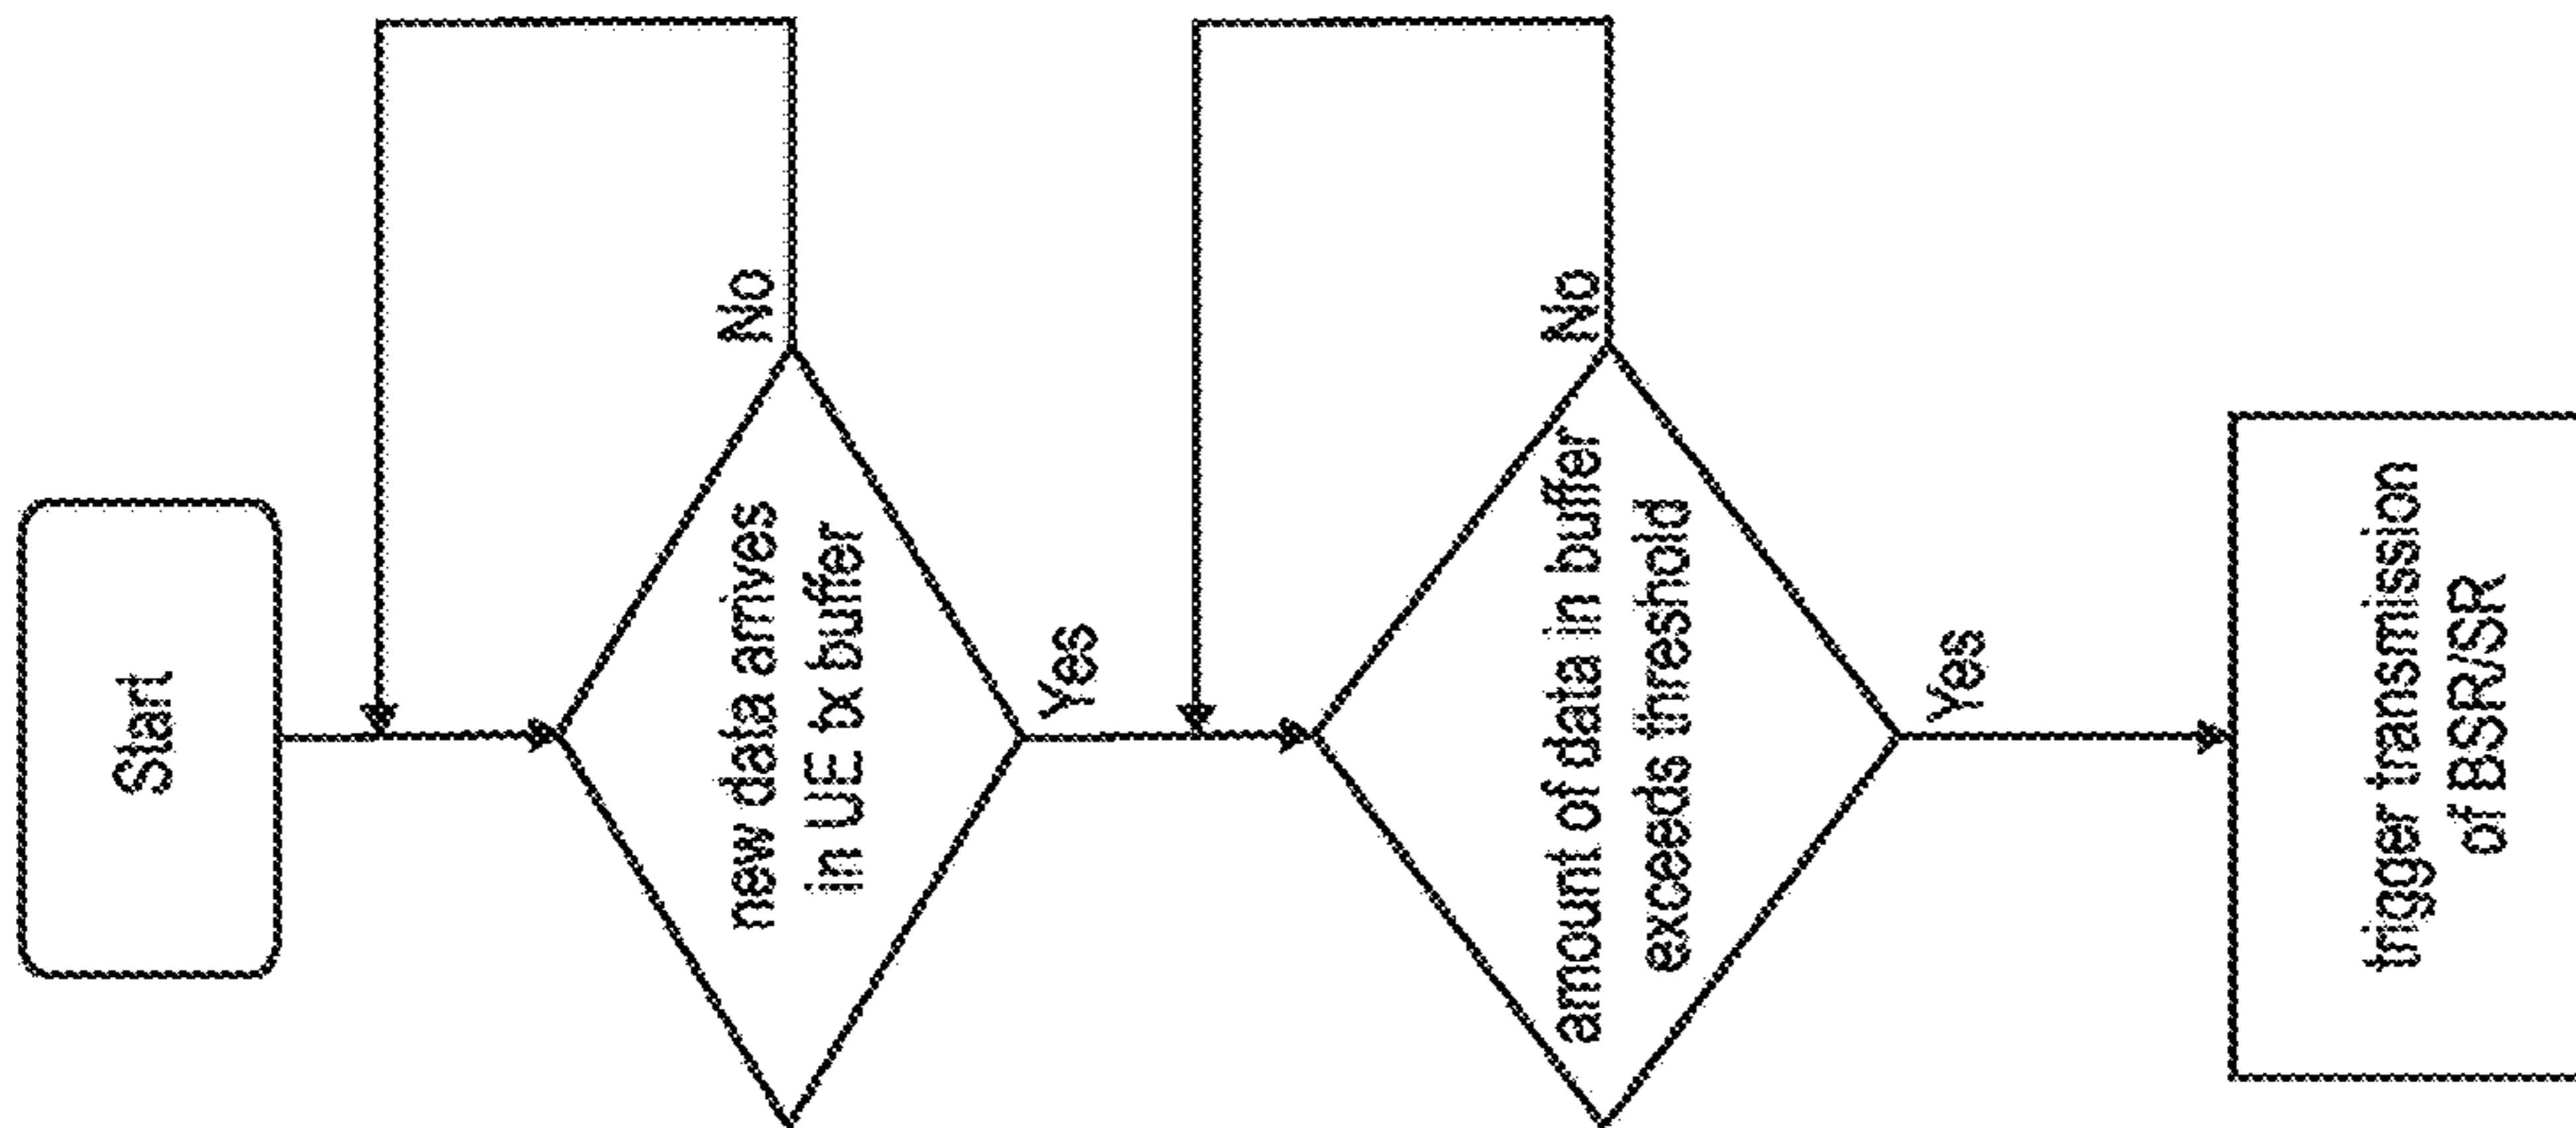 Start
new data arrives
in UE tx buffer
No
Yes
amount of data in buffer
exceeds threshold
No
Yes
trigger transmission
of BSR/SR